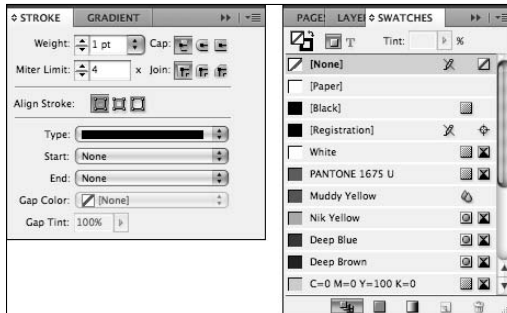 STROKE GRADIENT
Weight: 1 pt Cap:
Miter Limit: 4 x Join:
Align Stroke:
Type:
Start: None
End: None
Gap Color: [None]
Gap Tint: 100%
PAGE LAYE SWATCHES
T Tint: %
[None]
[Paper]
[Black]
[Registration]
White
PANTONE 1675 U
Muddy Yellow
Nik Yellow
Deep Blue
Deep Brown
C=0 M=0 Y=100 K=0